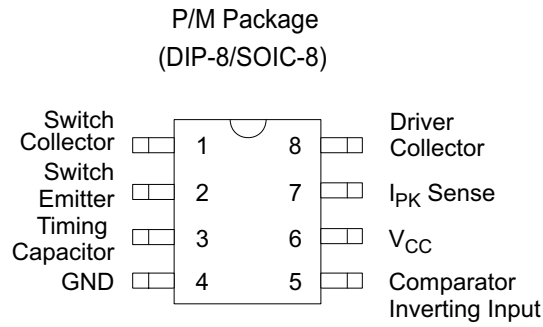 P/M Package
(DIP-8/SOIC-8)
Switch
Collector
1
8
Driver
Collector
Switch
Emitter
2
7
IPK Sense
Timing
Capacitor
3
6
VCC
GND
4
5
Comparator
Inverting Input